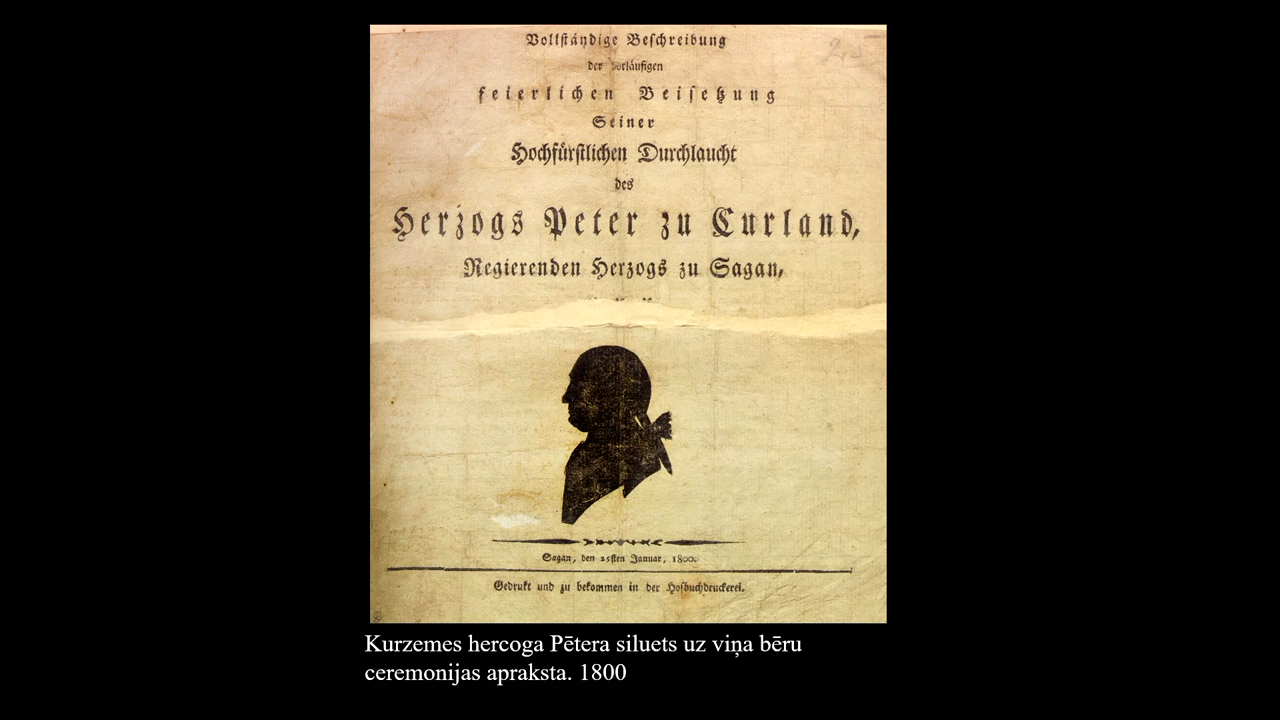 Vollständige Beschreibung
der vorläufigen
feierlichen Beisetzung
Seiner
Hochfürstlichen Durchlaucht
des
Herzogs Peter zu Curland,
Regierenden Herzogs zu Sagan,
Sagan, den 25sten Januar, 1800.
Gedrukt und zu bekommen in der Hofbuchdruckerei.
Kurzemes hercoga Pētera siluets uz viņa bēru
ceremonijas apraksta. 1800